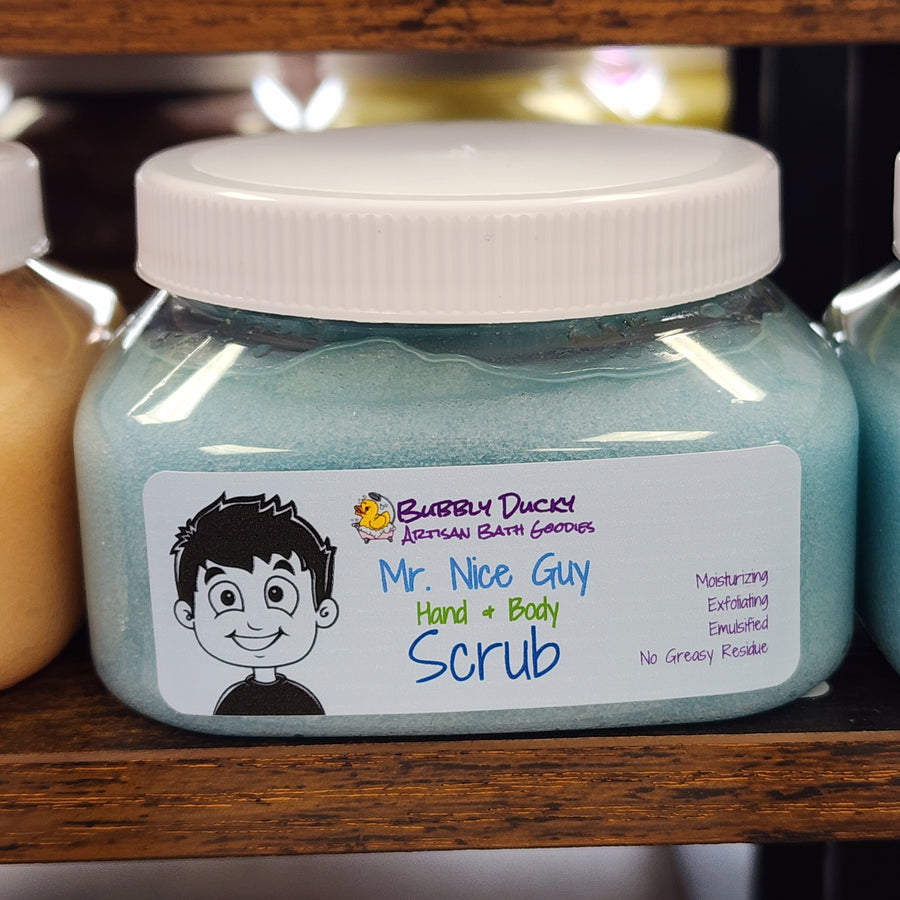 Bubbly Ducky
Artisan Bath Goodies
Mr. Nice Guy
Hand & Body
Scrub
Moisturizing
Exfoliating
Emulsified
No Greasy Residue